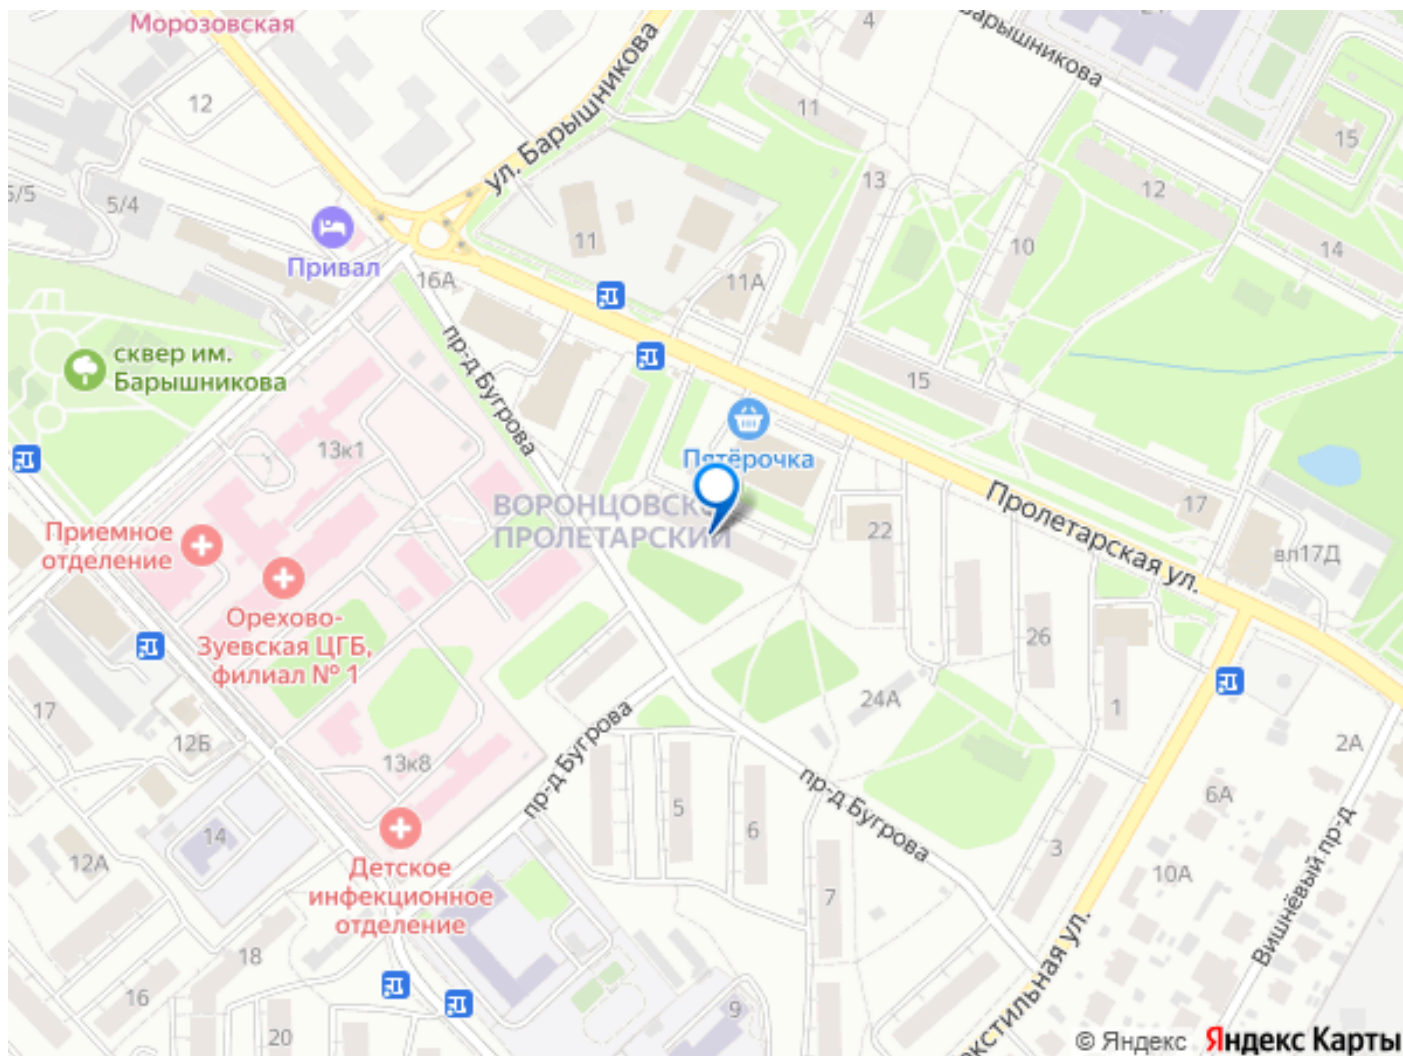 Морозовская
4
Барышникова
12
ул. Барышникова
11
15
13
12
5/5
5/4
11
10
14
Привал
16А
11А
сквер им.
Барышникова
пр-д Бугрова
15
13к1
Пятёрочка
ВОРОНЦОВСКО
ПРОЛЕТАРСКИЙ
Пролетарская ул.
17
Приемное
отделение
22
вл17Д
Орехово-
Зуевская ЦГБ,
филиал № 1
26
24А
1
17
12Б
13к8
пр-д Бугрова
2А
5
6
пр-д Бугрова
6А
14
3
12А
Детское
инфекционное
отделение
7
10А
Вишнёвый пр-д
18
16
20
9
кстильная ул.
© Яндекс Яндекс Карты